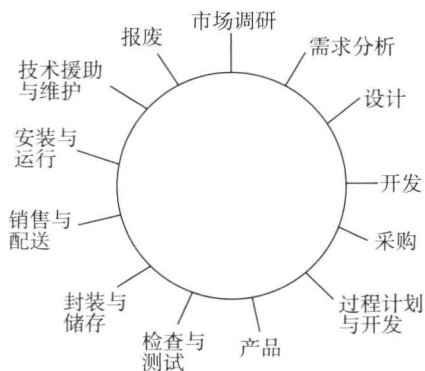 市场调研
需求分析
设计
开发
采购
过程计划
与开发
产品
检查与
测试
封装与
储存
销售与
配送
安装与
运行
技术援助
与维护
报废